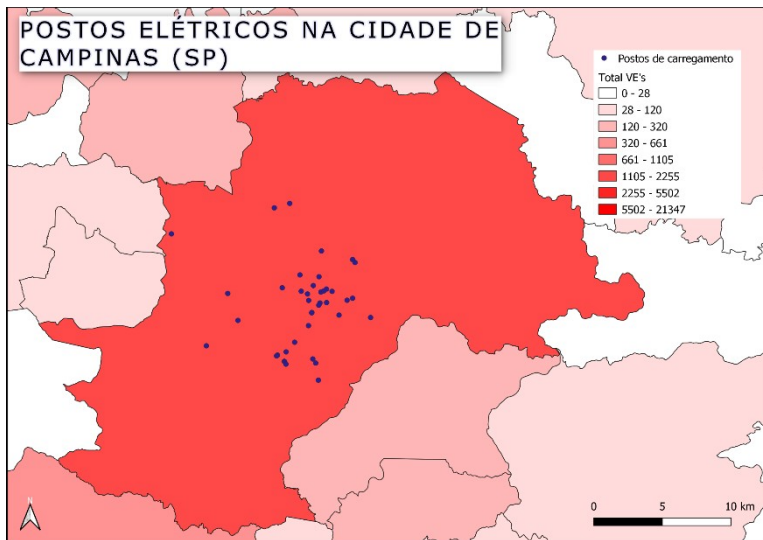 POSTOS ELÉTRICOS NA CIDADE DE
CAMPINAS (SP)
Postos de carregamento
Total VE's
0 - 28
28 - 120
120 - 320
320 - 661
661 - 1105
1105 - 2255
2255 - 5502
5502 - 21347
N
0 5 10 km